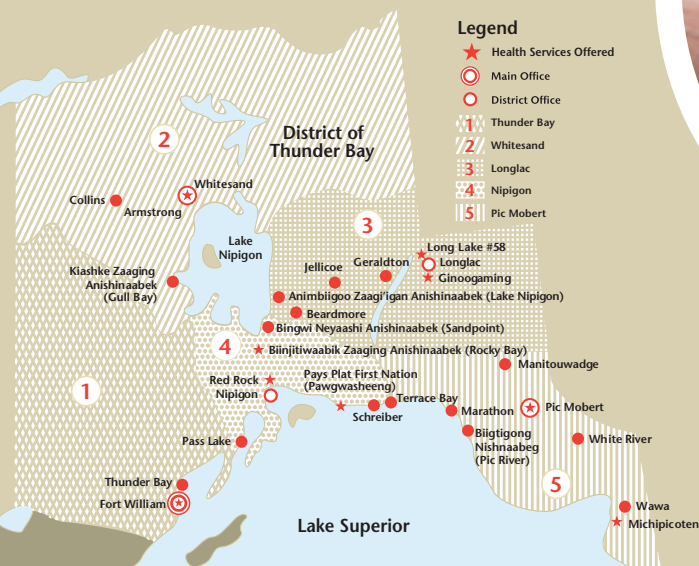 Legend
Health Services Offered
Main Office
District Office
1 Thunder Bay
2 Whitesand
3 Longlac
4 Nipigon
5 Pic Mobert
District of
Thunder Bay
2
Whitesand
Collins
Armstrong
3
Lake
Nipigon
Long Lake #58
Geraldton
Longlac
Jellicoe
Ginoogaming
Kiashke Zaaging
Anishinaabek
(Gull Bay)
Animbiigoo Zaagi'igan Anishinaabek (Lake Nipigon)
Beardmore
Bingwi Neyaashi Anishinaabek (Sandpoint)
4
Biinjitiwaabik Zaaging Anishinaabek (Rocky Bay)
Manitouwadge
Pays Plat First Nation
(Pawgwasheeng)
Red Rock
Nipigon
1
Terrace Bay
Schreiber
Marathon
Pic Mobert
Biigtigong
Nishnaabeg
(Pic River)
White River
Pass Lake
Thunder Bay
Fort William
5
Wawa
Michipicoten
Lake Superior